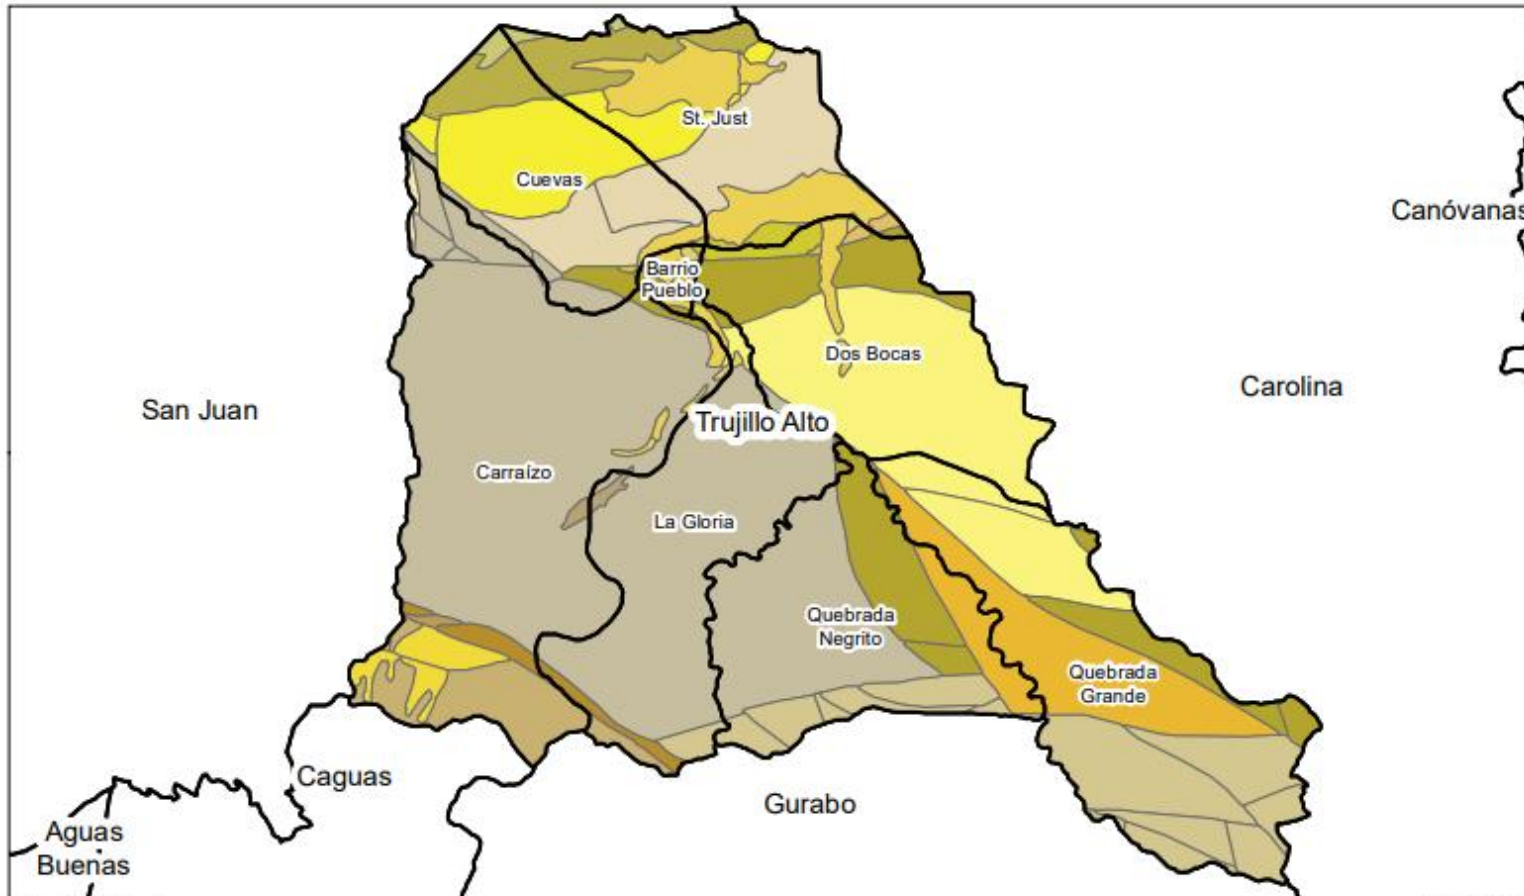 St. Just
Cuevas
Canóvanas
Barrio
Pueblo
Dos Bocas
Carolina
San Juan
Trujillo Alto
Carraízo
La Gloria
Quebrada
Negrito
Quebrada
Grande
Caguas
Gurabo
Aguas
Buenas